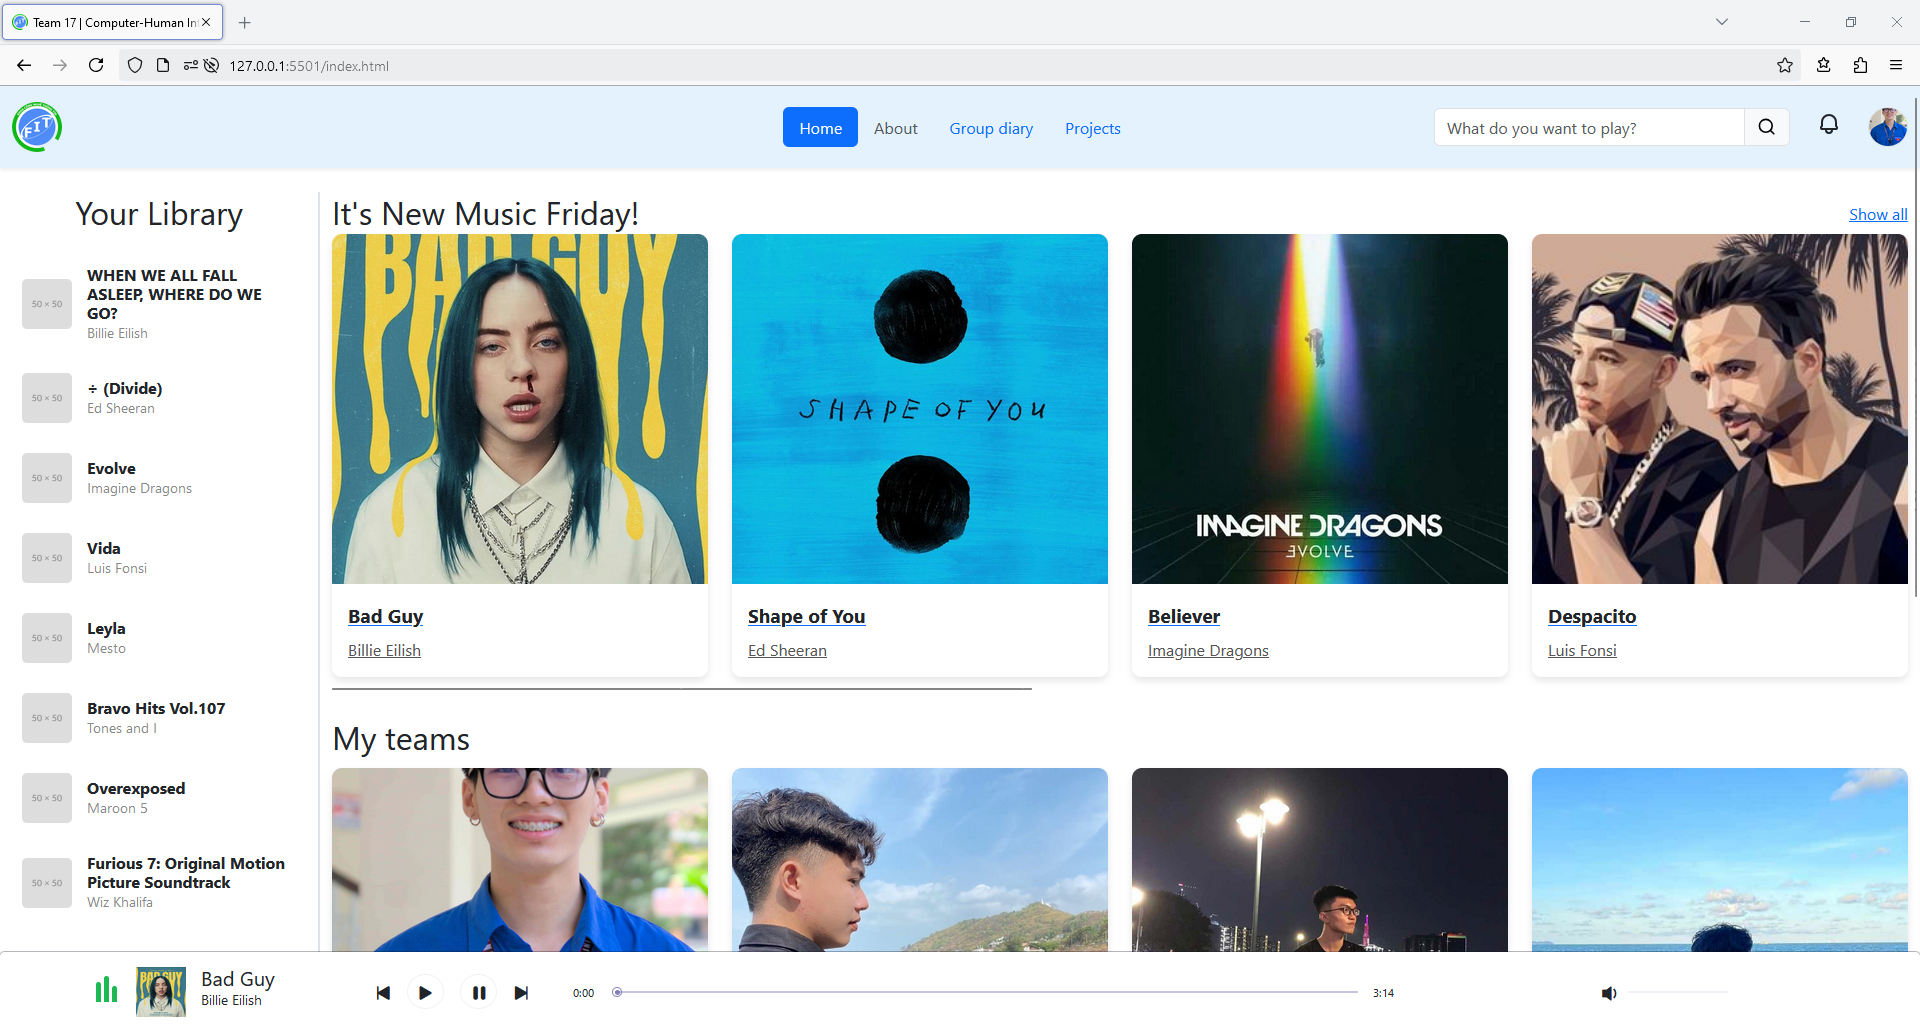 Team 17 | Computer-Human In
127.0.0.1:5501/index.html
FIT
Home
About
Group diary
Projects
What do you want to play?
Your Library
50 × 50
WHEN WE ALL FALL
ASLEEP, WHERE DO WE
GO?
Billie Eilish
50 × 50
÷ (Divide)
Ed Sheeran
50 × 50
Evolve
Imagine Dragons
50 × 50
Vida
Luis Fonsi
50 × 50
Leyla
Mesto
50 × 50
Bravo Hits Vol.107
Tones and I
50 × 50
Overexposed
Maroon 5
50 × 50
Furious 7: Original Motion
Picture Soundtrack
Wiz Khalifa
It's New Music Friday!
Show all
BAD GUY
Bad Guy
Billie Eilish
SHAPE OF YOU
Shape of You
Ed Sheeran
IMAGINE DRAGONS
EVOLVE
Believer
Imagine Dragons
Despacito
Luis Fonsi
My teams
BAD GUY
Bad Guy
Billie Eilish
0:00
3:14